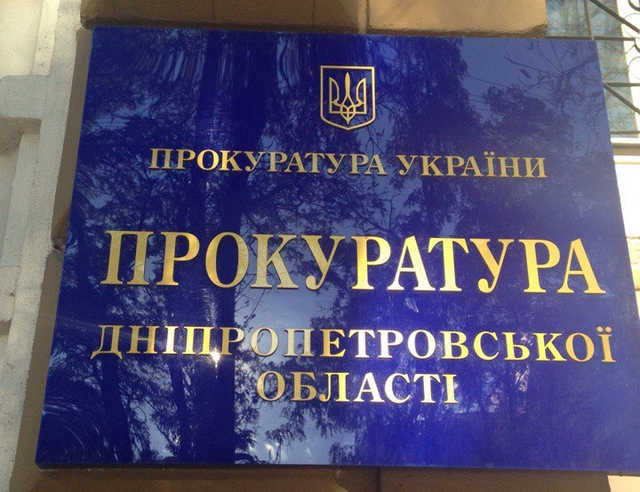 ПРОКУРАТУРА УКРАЇНИ
ПРОКУРАТУРА
ДНІПРОПЕТРОВСЬКОЇ
ОБЛАСТІ